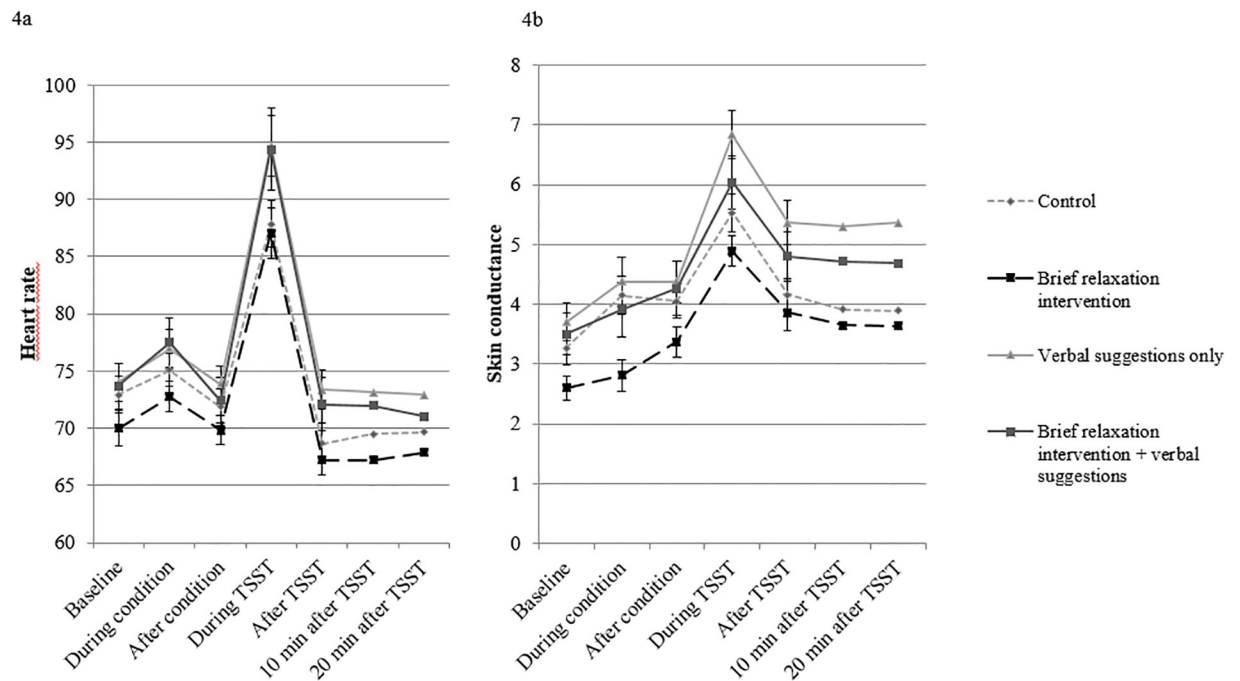 4a
4b
Heart rate
100
95
90
85
80
75
70
65
60
Baseline
During condition
After condition
During TSST
After TSST
10 min after TSST
20 min after TSST
Skin conductance
8
7
6
5
4
3
2
1
0
Baseline
During condition
After condition
During TSST
After TSST
10 min after TSST
20 min after TSST
Control
Brief relaxation
intervention
Verbal suggestions only
Brief relaxation
intervention + verbal
suggestions